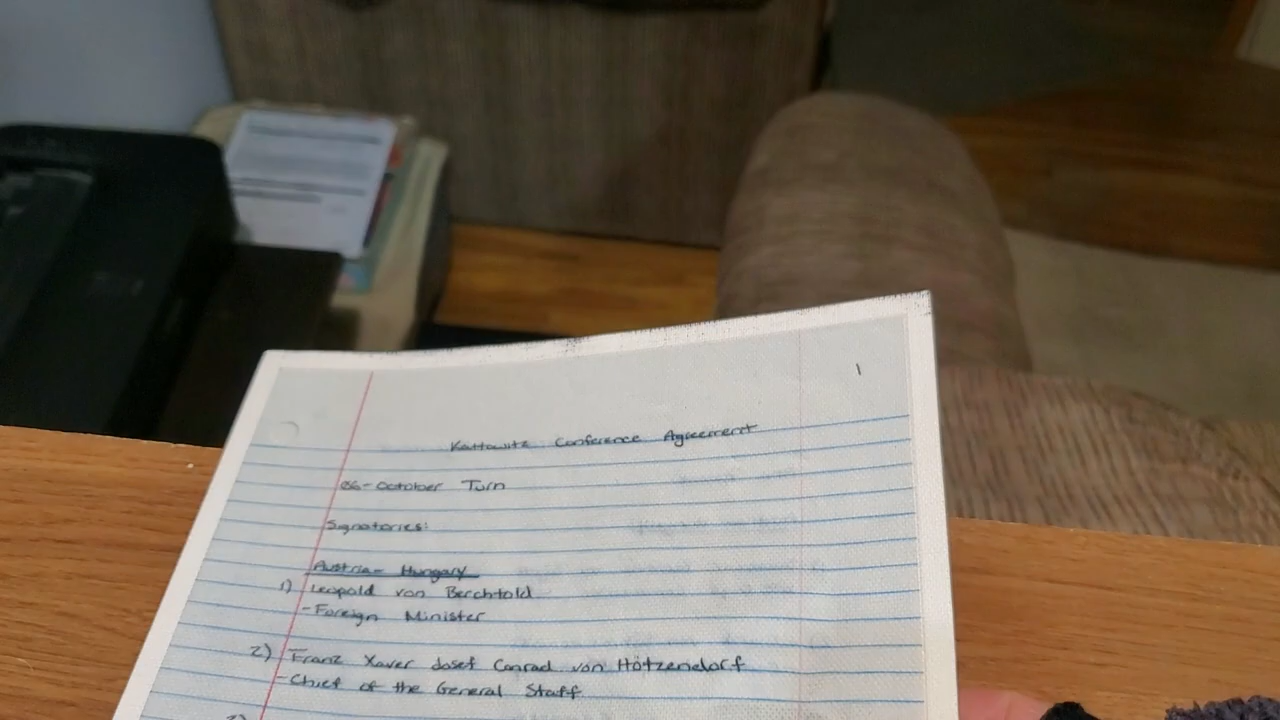 1
Kattowitz Conference Agreement
06-October Turn
Signatories:
Austria-Hungary
1) Leopold von Berchtold
-Foreign Minister
2) Franz Xaver Josef Conrad von Hötzendorf
-Chief of the General Staff